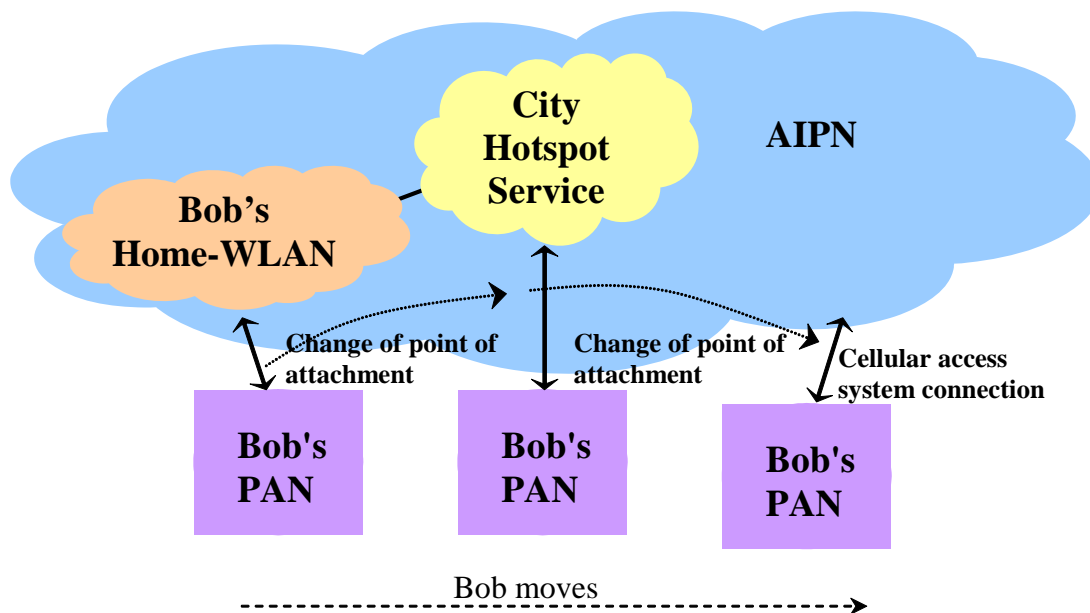 City
Hotspot
Service
AIPN
Bob’s
Home-WLAN
Change of point of
attachment
Change of point of
attachment
Cellular access
system connection
Bob's
PAN
Bob's
PAN
Bob's
PAN
Bob moves